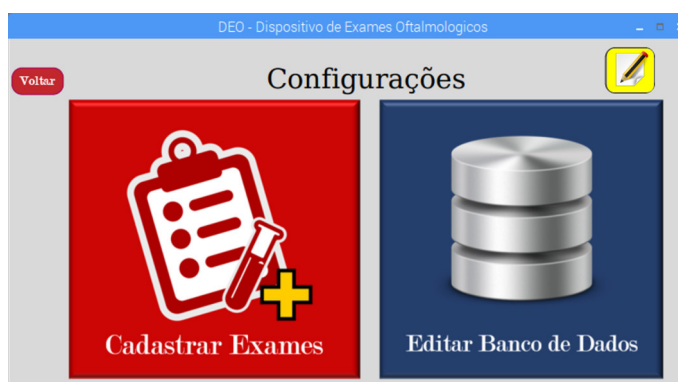 DEO - Dispositivo de Exames Oftalmologicos
Voltar
Configurações
Cadastrar Exames
Editar Banco de Dados